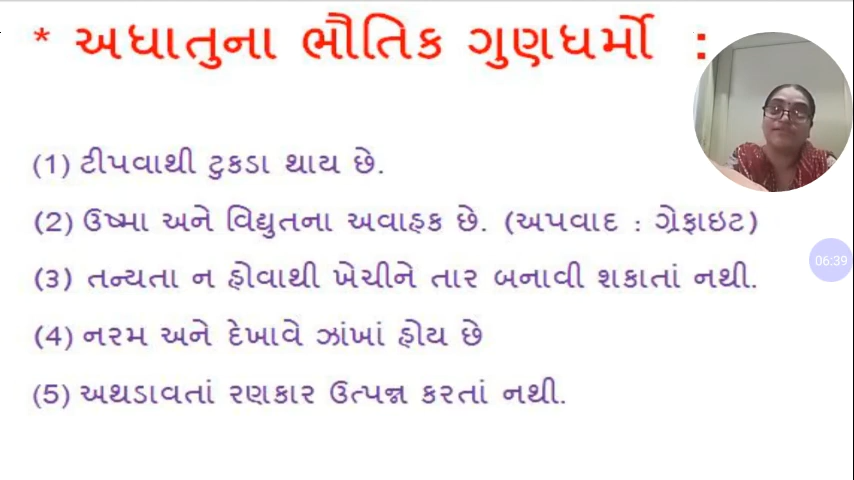 * અધાતુના ભૌતિક ગુણધર્મો :
(1) ટીપવાથી ટુકડા થાય છે.
(2) ઉષ્મા અને વિદ્યુતના અવાહક છે. (અપવાદ : ગ્રેફાઇટ)
06:39
(3) તન્યતા ન હોવાથી ખેચીને તાર બનાવી શકાતાં નથી.
(4) નરમ અને દેખાવે ઝાંખાં હોય છે
(5) અથડાવતાં રણકાર ઉત્પન્ન કરતાં નથી.